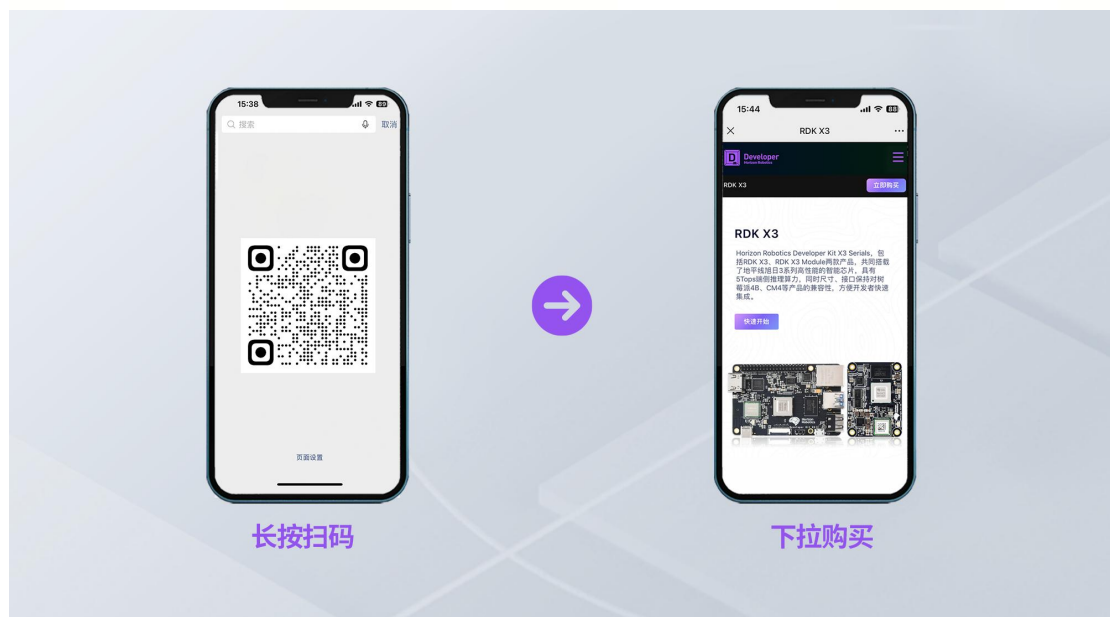 15:38
89
搜索
取消
页面设置
长按扫码
15:44
88
RDK X3
Developer
Horizon Robotics
RDK X3
立即购买
RDK X3
Horizon Robotics Developer Kit X3 Serials，包
括RDK X3、RDK X3 Module两款产品，共同搭载
了地平线旭日3系列高性能的智能芯片，具有
5Tops端侧推理算力，同时尺寸、接口保持对树
莓派4B、CM4等产品的兼容性，方便开发者快速
集成。
快速开始
下拉购买